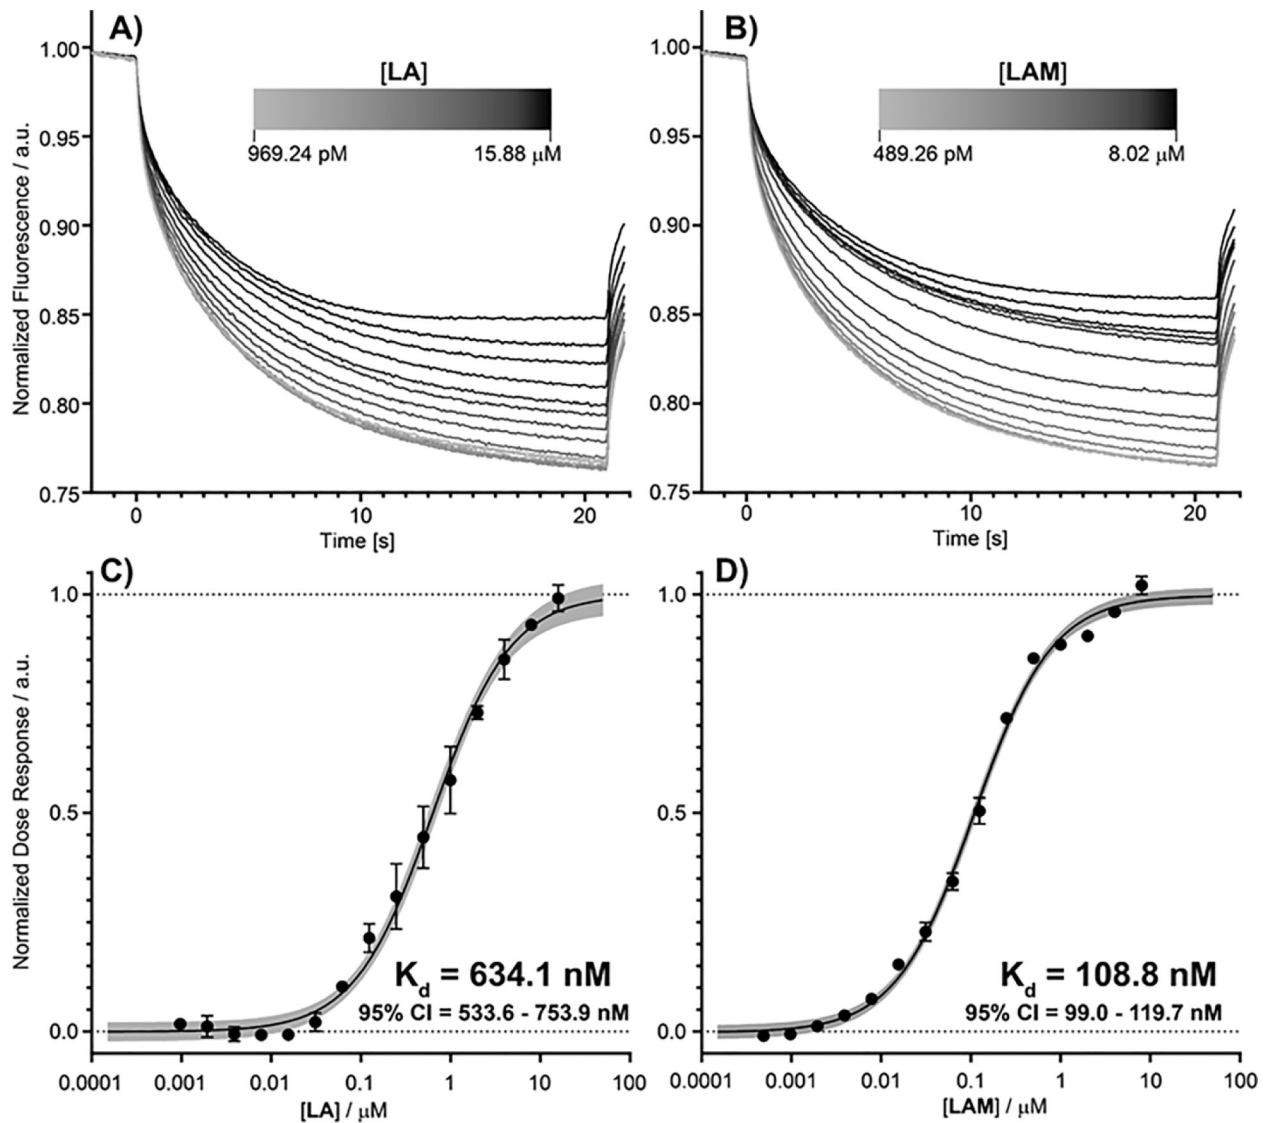 A)
[LA]
969.24 pM 15.88 μM
1.00
0.95
0.90
0.85
0.80
0.75
Normalized Fluorescence / a.u.
0 10 20
Time [s]
B)
[LAM]
489.26 pM 8.02 μM
1.00
0.95
0.90
0.85
0.80
0.75
0 10 20
Time [s]
C)
1.0
0.5
0.0
Normalized Dose Response / a.u.
Kd = 634.1 nM
95% CI = 533.6 - 753.9 nM
0.0001 0.001 0.01 0.1 1 10 100
[LA] / μM
D)
1.0
0.5
0.0
Kd = 108.8 nM
95% CI = 99.0 - 119.7 nM
0.0001 0.001 0.01 0.1 1 10 100
[LAM] / μM